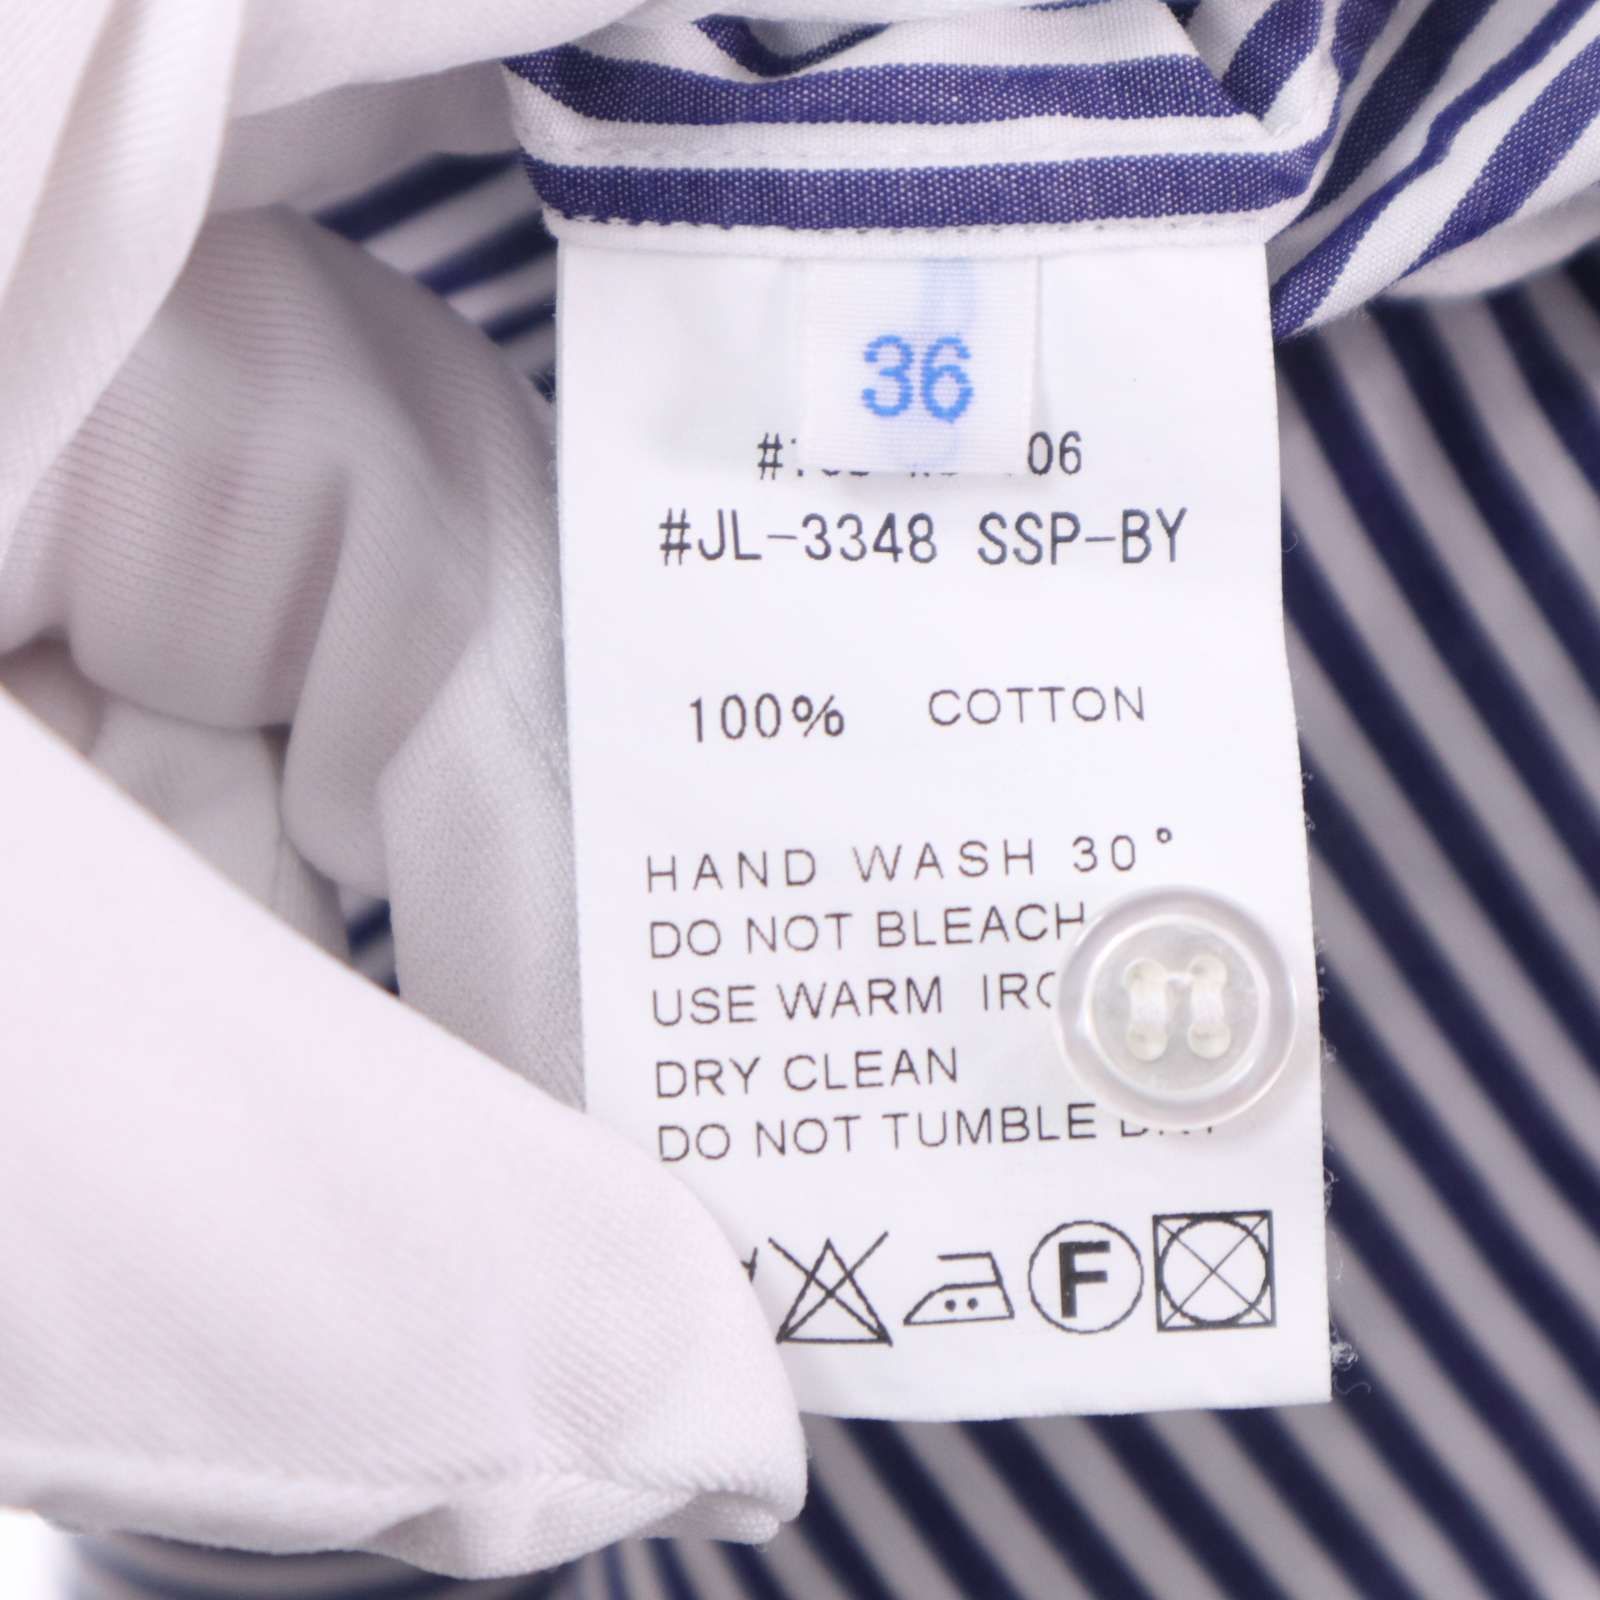 36
06
#JL-3348 SSP-BY
100% COTTON
HAND WASH 30°
DO NOT BLEACH
USE WARM
DRY CLEAN
DO NOT TUMBLE
F